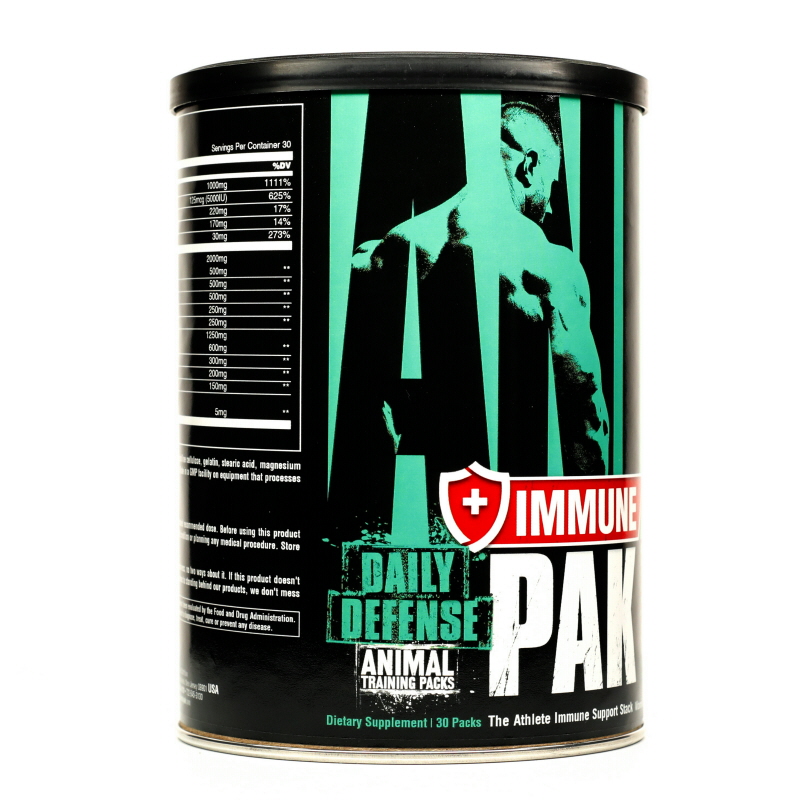 Servings Per Container 30
%DV
1000mg 1111%
125mcg (5000IU) 625%
220mg 17%
170mg 14%
30mg 273%
2000mg
500mg **
500mg **
500mg **
250mg **
250mg **
1250mg
600mg **
300mg **
200mg **
150mg **
5mg **
cellulose, gelatin, stearic acid, magnesium
GMP facility on equipment that processes
recommended dose. Before using this product
or planning any medical procedure. Store
no two ways about it. If this product doesn't
standing behind our products, we don't mess
evaluated by the Food and Drug Administration.
treat, cure or prevent any disease.
USA
IMMUNE
PAK
DAILY
DEFENSE
ANIMAL
TRAINING PACKS
Dietary Supplement | 30 Packs The Athlete Immune Support Stack